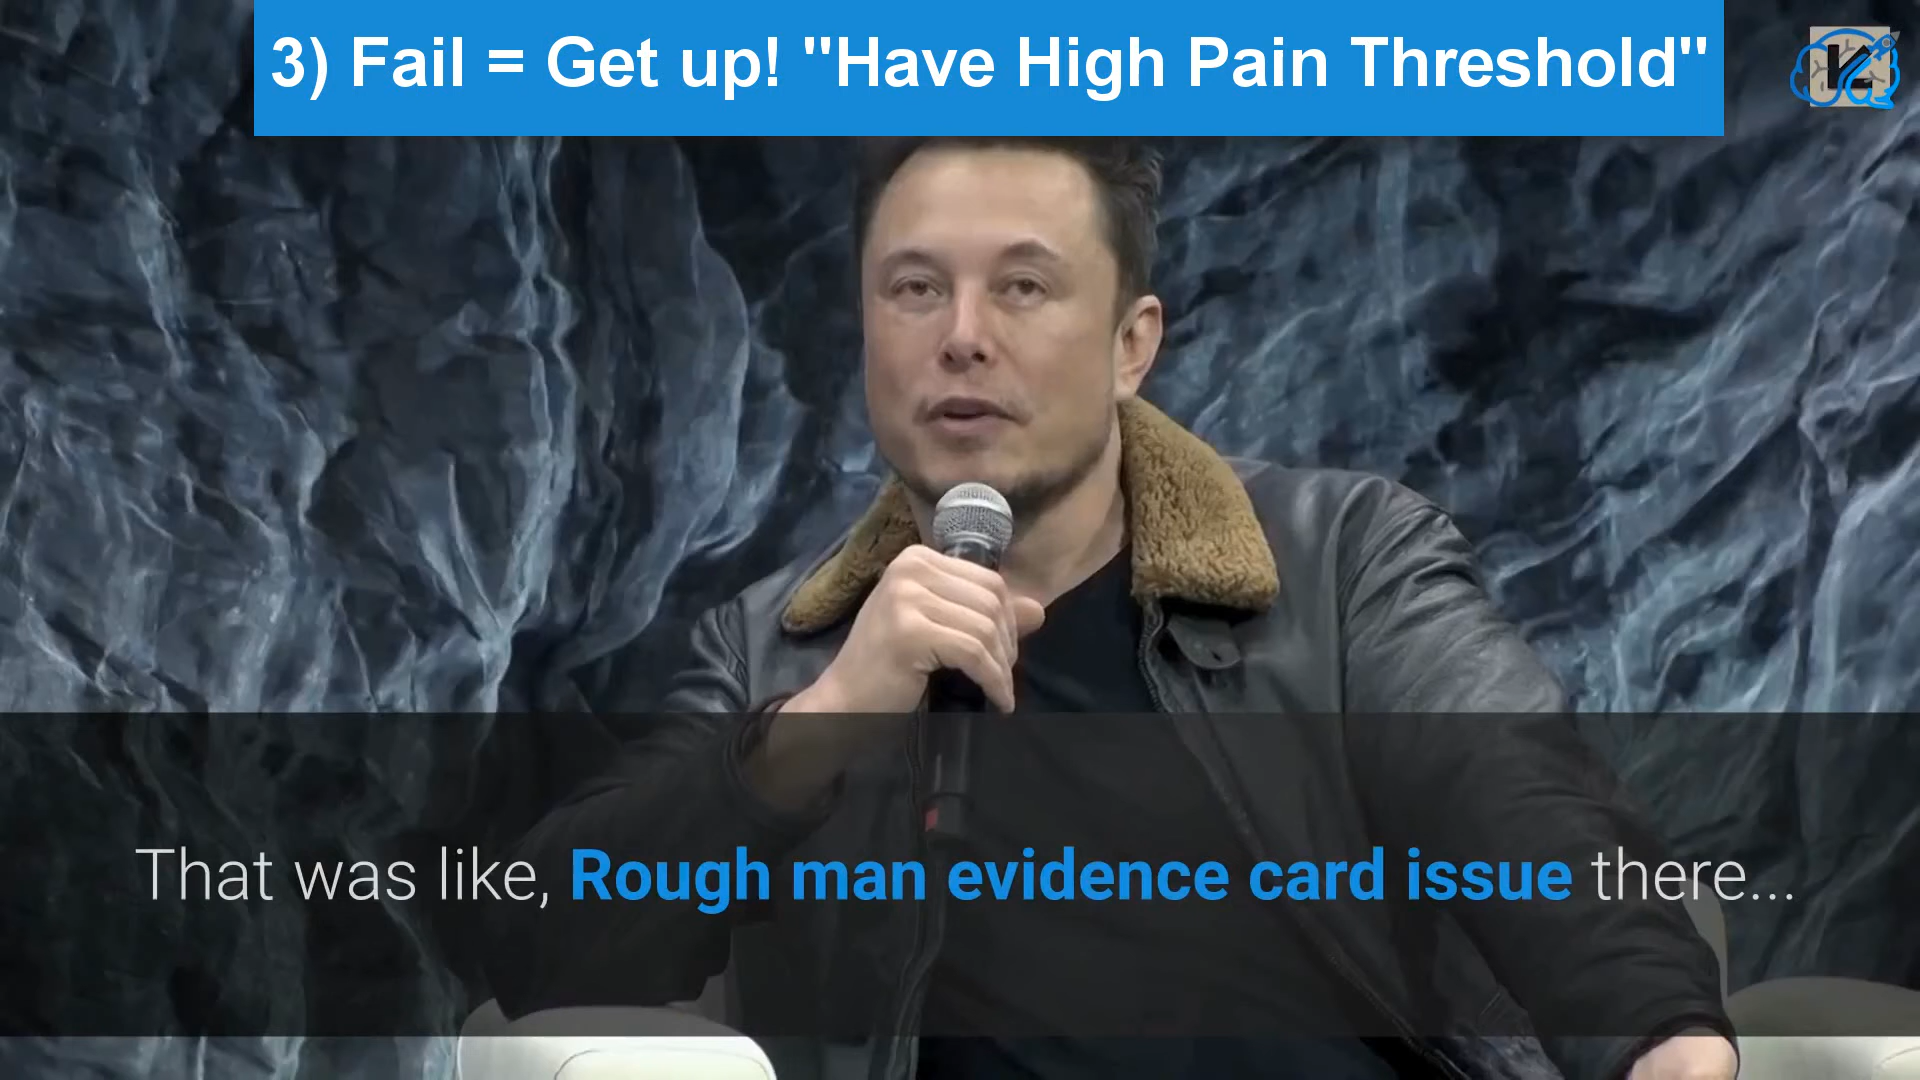 3) Fail = Get up! "Have High Pain Threshold"
That was like, Rough man evidence card issue there...